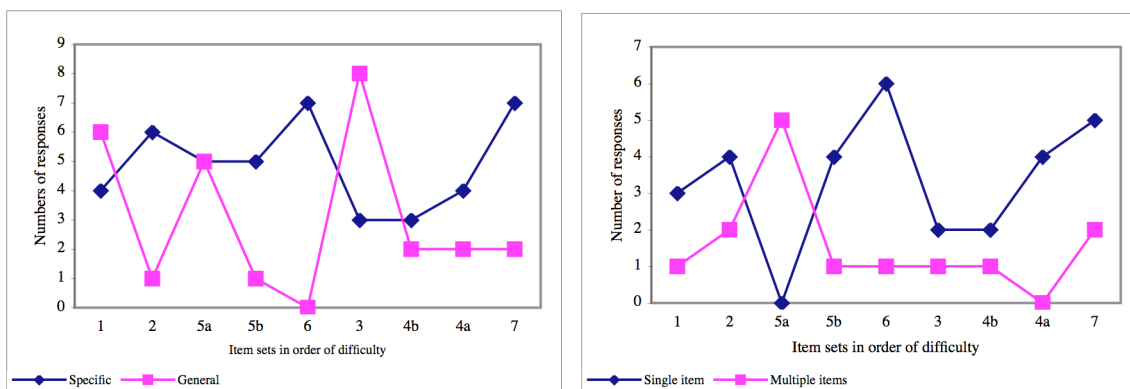 9
8
7
6
5
4
3
2
1
0
Numbers of responses
1 2 5a 5b 6 3 4b 4a 7
Item sets in order of difficulty
Specific General
7
6
5
4
3
2
1
0
Number of responses
1 2 5a 5b 6 3 4b 4a 7
Item sets in order of difficulty
Single item Multiple items